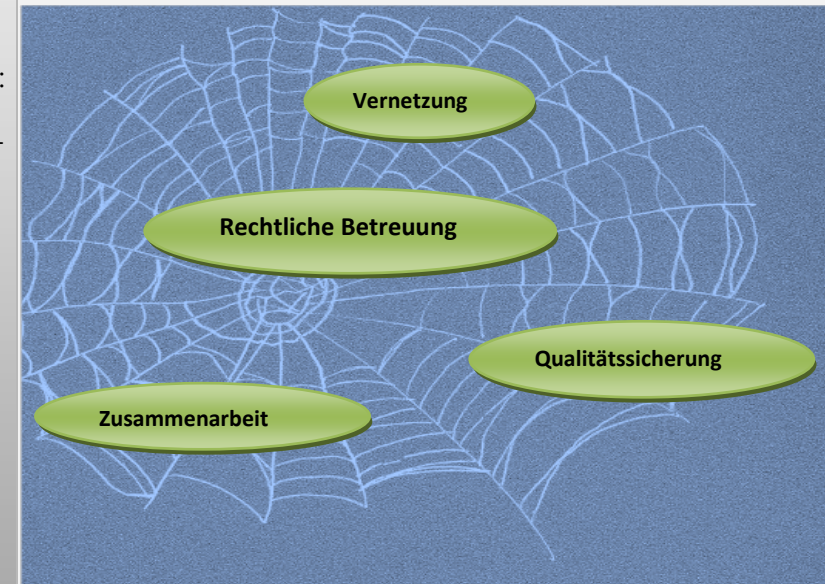 :
-
Vernetzung
Rechtliche Betreuung
Qualitätssicherung
Zusammenarbeit